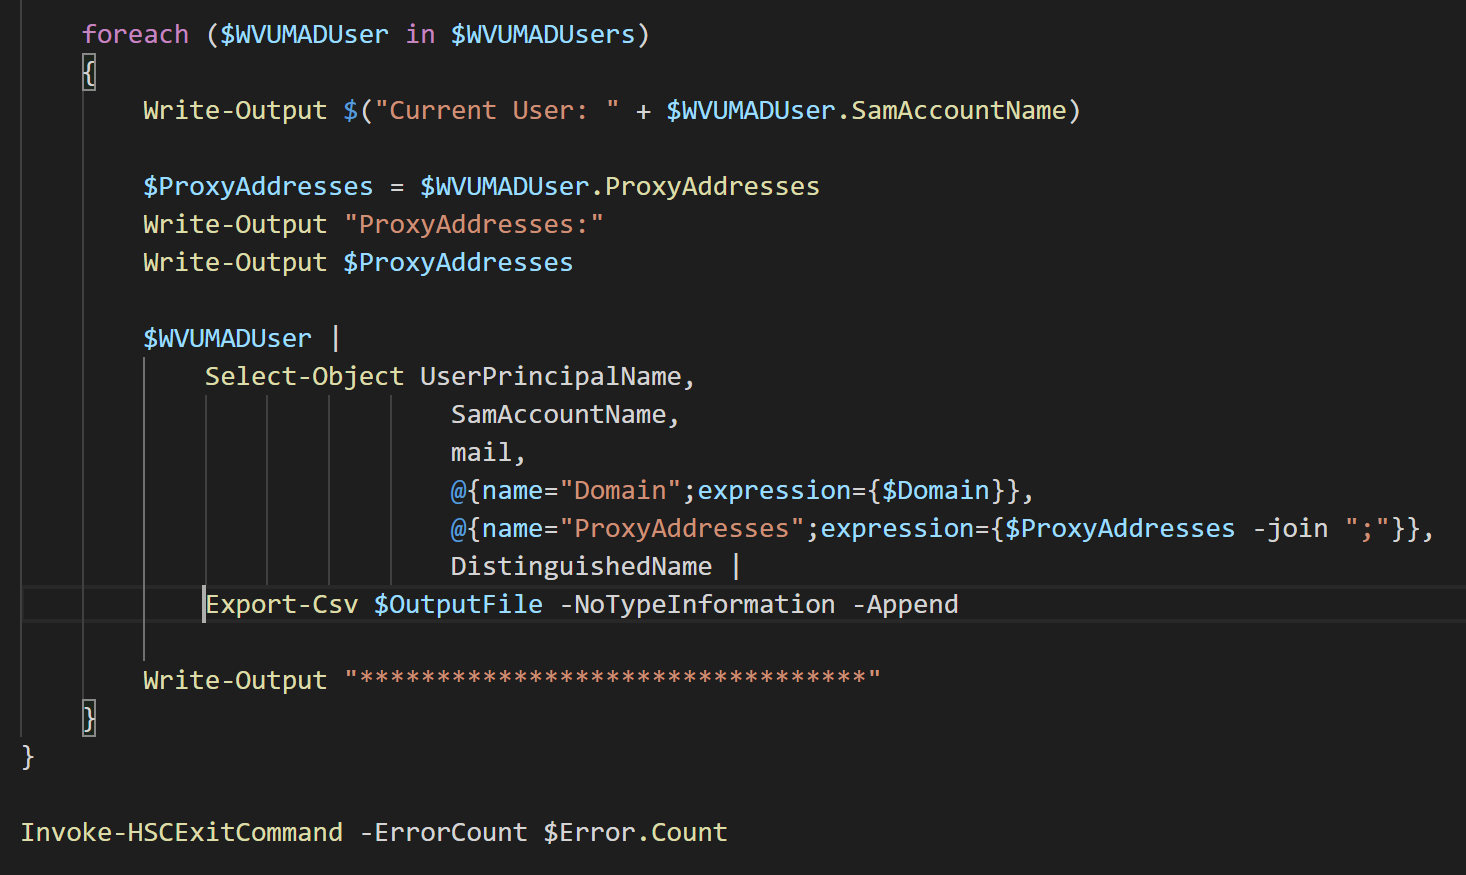 foreach ($WVUMADUser in $WVUMADUsers)
{
Write-Output $("Current User: " + $WVUMADUser.SamAccountName)
$ProxyAddresses = $WVUMADUser.ProxyAddresses
Write-Output "ProxyAddresses:"
Write-Output $ProxyAddresses
$WVUMADUser |
Select-Object UserPrincipalName,
SamAccountName,
mail,
@{name="Domain";expression={$Domain}},
@{name="ProxyAddresses";expression={$ProxyAddresses -join ";"}},
DistinguishedName |
Export-Csv $OutputFile -NoTypeInformation -Append
Write-Output "*********************************"
}
}
Invoke-HSCExitCommand -ErrorCount $Error.Count